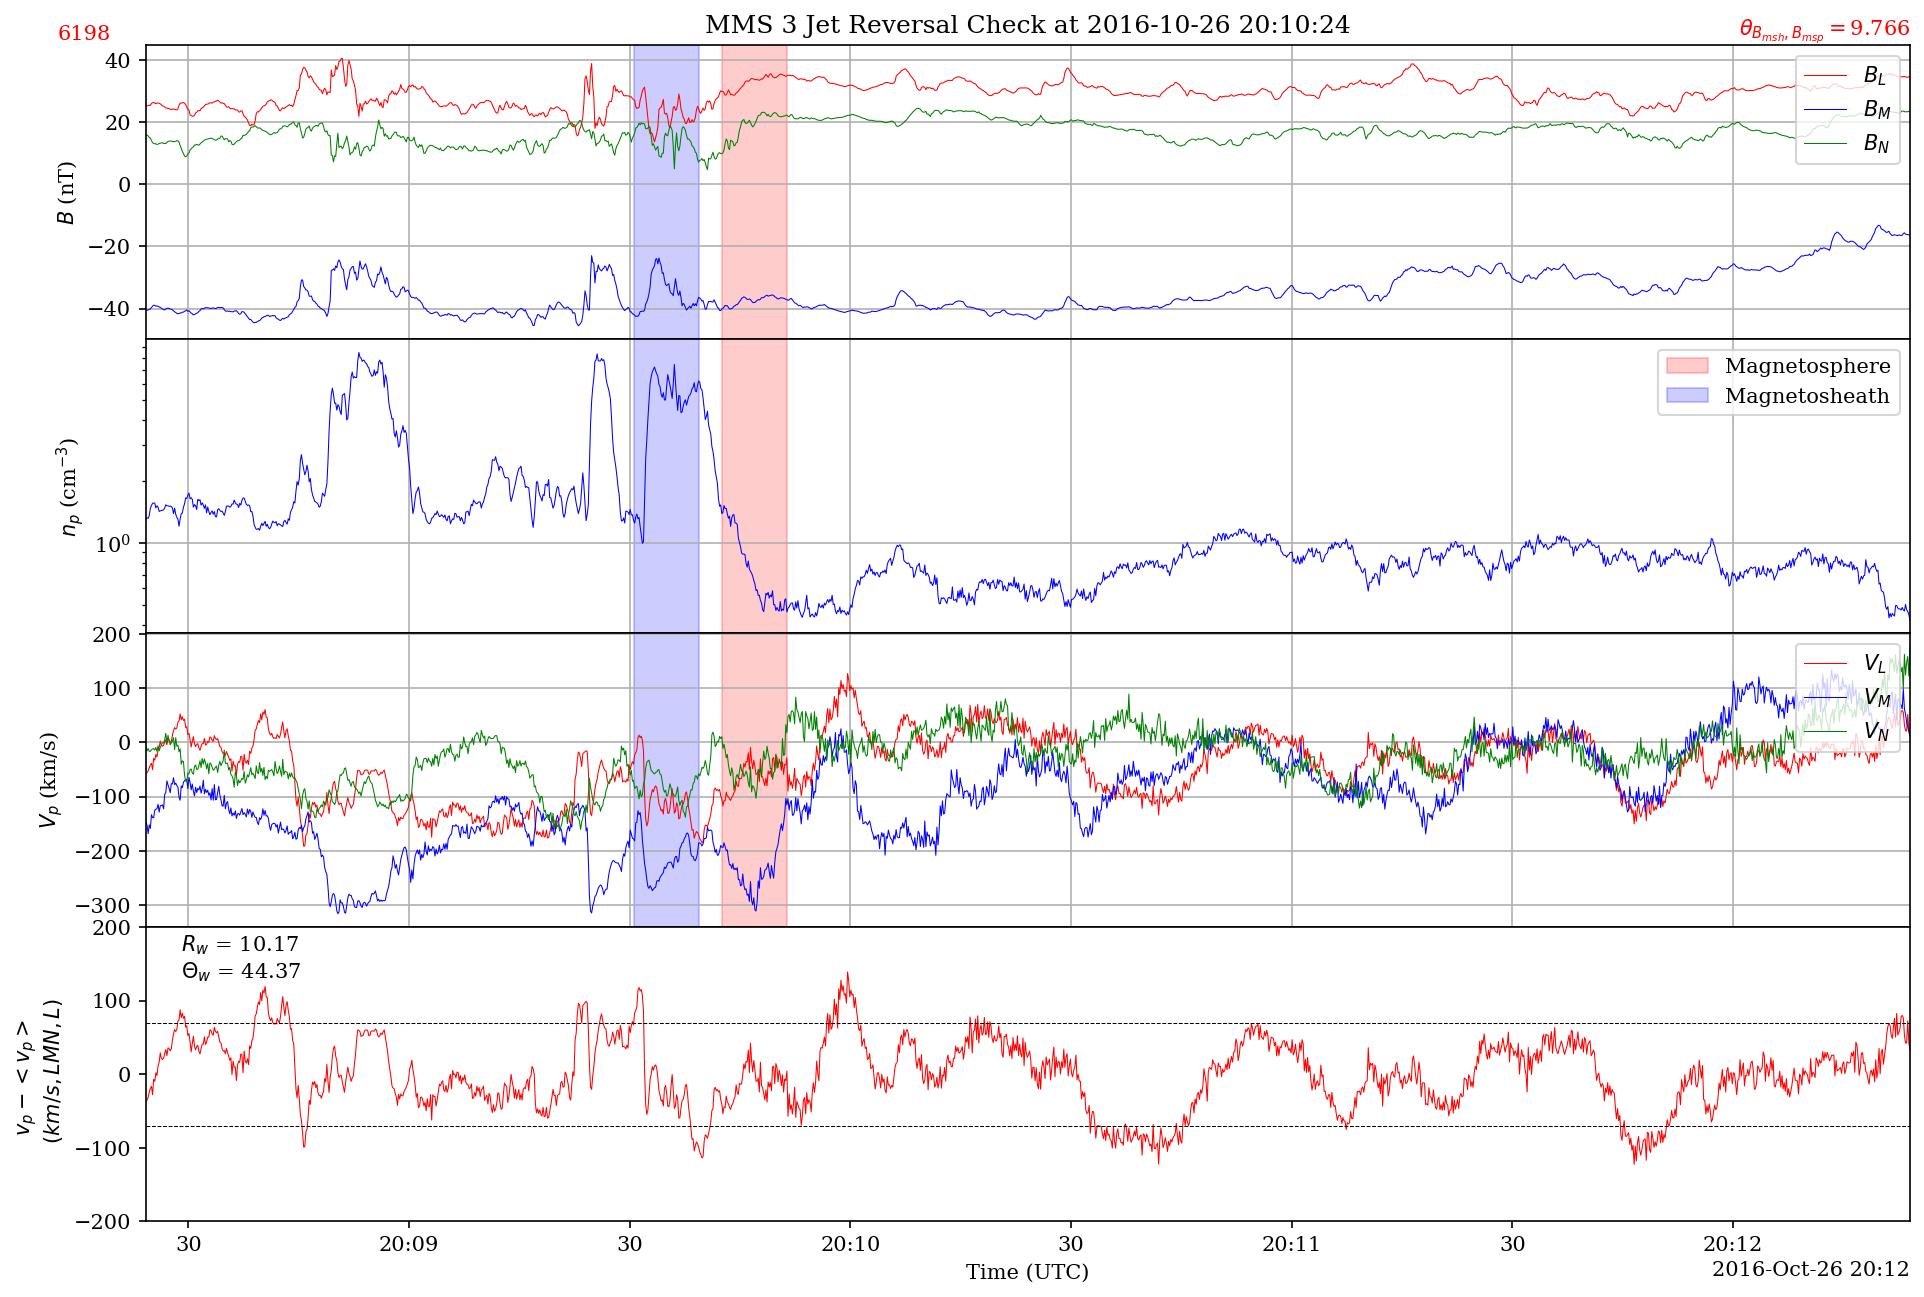 6198
MMS 3 Jet Reversal Check at 2016-10-26 20:10:24
θ_{B_{msh}, B_{msp}} = 9.766
40
20
0
−20
−40
B (nT)
B_L
B_M
B_N
10^0
n_p (cm^{−3})
Magnetosphere
Magnetosheath
200
100
0
−100
−200
−300
V_p (km/s)
V_L
V_M
V_N
200
100
0
−100
−200
v_p − <v_p>
(km/s, LMN, L)
R_w = 10.17
Θ_w = 44.37
30
20:09
30
20:10
30
20:11
30
20:12
Time (UTC)
2016-Oct-26 20:12